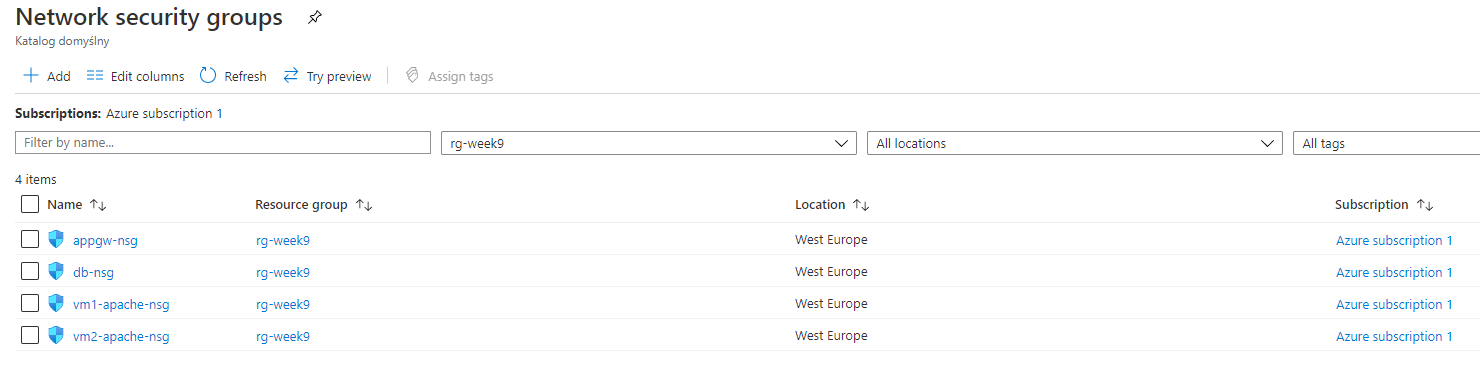 Network security groups
Katalog domyślny
Add Edit columns Refresh Try preview Assign tags
Subscriptions: Azure subscription 1
Filter by name... rg-week9 All locations All tags
4 items
Name Resource group Location Subscription
appgw-nsg rg-week9 West Europe Azure subscription 1
db-nsg rg-week9 West Europe Azure subscription 1
vm1-apache-nsg rg-week9 West Europe Azure subscription 1
vm2-apache-nsg rg-week9 West Europe Azure subscription 1